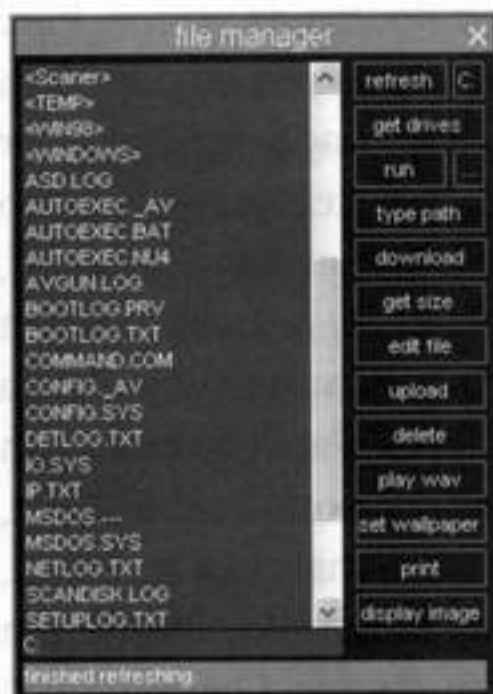 file manager X
<Scaner>
<TEMP>
<WIN98>
<WINDOWS>
ASD.LOG
AUTOEXEC._AV
AUTOEXEC.BAT
AUTOEXEC.NU4
AVGUN.LOG
BOOTLOG.PRV
BOOTLOG.TXT
COMMAND.COM
CONFIG._AV
CONFIG.SYS
DETLOG.TXT
IO.SYS
IP.TXT
MSDOS.---
MSDOS.SYS
NETLOG.TXT
SCANDISK.LOG
SETUPLOG.TXT
C:
finished refreshing
refresh C:
get drives
run ...
type path
download
get size
edit file
upload
delete
play wav
set wallpaper
print
display image